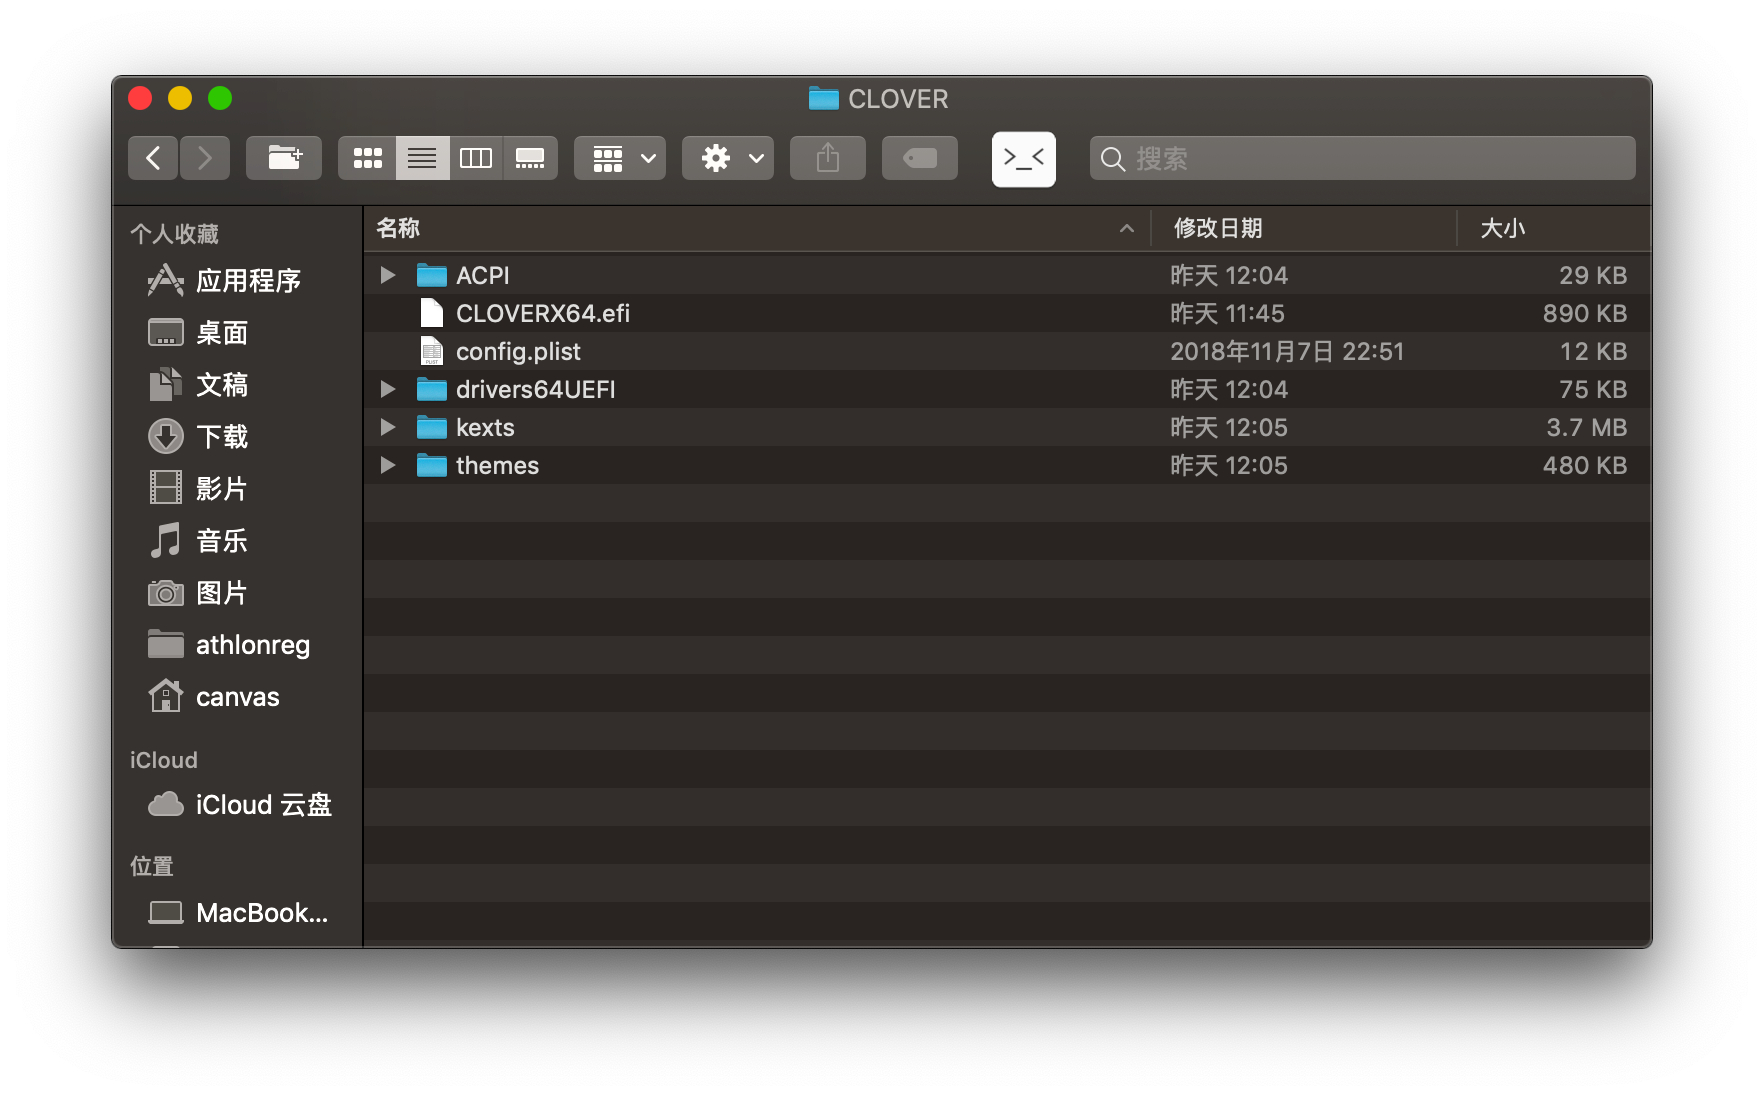 CLOVER
>_<
搜索
个人收藏
应用程序
桌面
文稿
下载
影片
音乐
图片
athlonreg
canvas
iCloud
iCloud 云盘
位置
MacBook...
名称 修改日期 大小
ACPI 昨天 12:04 29 KB
CLOVERX64.efi 昨天 11:45 890 KB
config.plist 2018年11月7日 22:51 12 KB
drivers64UEFI 昨天 12:04 75 KB
kexts 昨天 12:05 3.7 MB
themes 昨天 12:05 480 KB